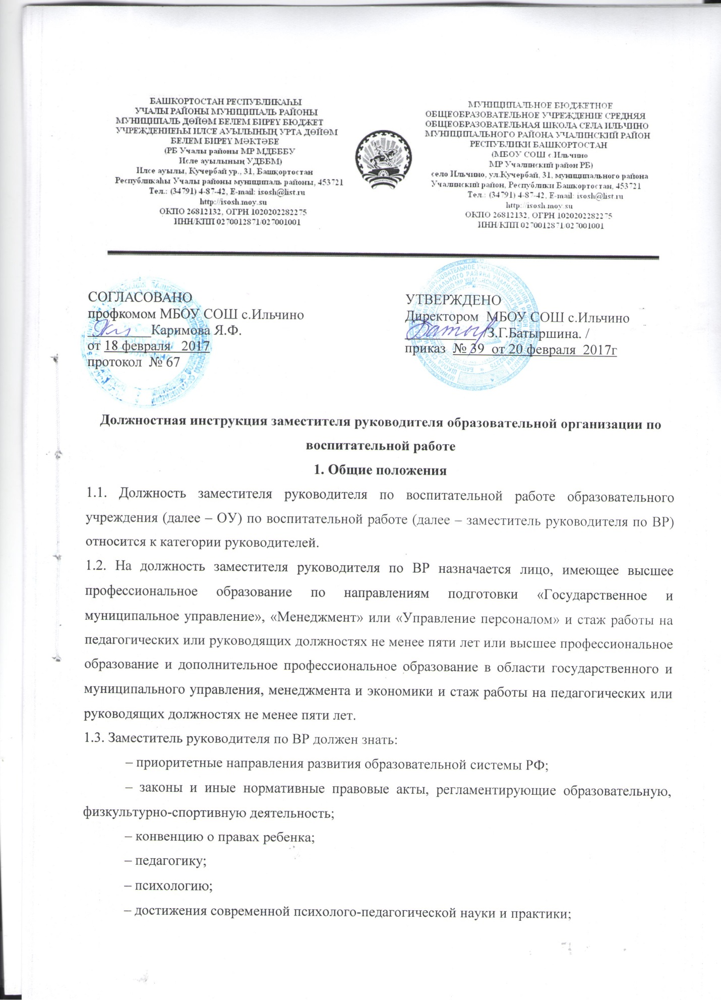 БАШКОРТОСТАН РЕСПУБЛИКАҺЫ
УЧАЛЫ РАЙОНЫ МУНИЦИПАЛЬ РАЙОНЫ
МУНИЦИПАЛЬ ДӨЙӨМ БЕЛЕМ БИРЕҮ БЮДЖЕТ
УЧРЕЖДЕНИЕҺЫ ИЛСЕ АУЫЛЫНЫҢ УРТА ДӨЙӨМ
БЕЛЕМ БИРЕҮ МӘКТӘБЕ
(РБ Учалы районы МР МДБББУ
Исле ауылының УДББМ)
Илсе ауылы, Кучербай ур., 31, Башҡортостан
Республикаһы Учалы районы муниципаль районы, 453721
Тел.: (34791) 4-87-42, E-mail: isosh@list.ru
http://isosh.moy.su
ОКПО 26812132, ОГРН 1020202282275
ИНН/КПП 0270012871/027001001
МУНИЦИПАЛЬНОЕ БЮДЖЕТНОЕ
ОБЩЕОБРАЗОВАТЕЛЬНОЕ УЧРЕЖДЕНИЕ СРЕДНЯЯ
ОБЩЕОБРАЗОВАТЕЛЬНАЯ ШКОЛА СЕЛА ИЛЬЧИНО
МУНИЦИПАЛЬНОГО РАЙОНА УЧАЛИНСКИЙ РАЙОН
РЕСПУБЛИКИ БАШКОРТОСТАН
(МБОУ СОШ с.Ильчино
МР Учалинский район РБ)
село Ильчино, ул.Кучербай, 31, муниципального района
Учалинский район, Республики Башкортостан, 453721
Тел.: (34791) 4-87-42, E-mail: isosh@list.ru
http://isosh.moy.su
ОКПО 26812132, ОГРН 1020202282275
ИНН/КПП 0270012871/027001001
СОГЛАСОВАНО
профкомом МБОУ СОШ с.Ильчино
_________Каримова Я.Ф.
от 18 февраля 2017
протокол № 67
УТВЕРЖДЕНО
Директором МБОУ СОШ с.Ильчино
__________ /З.Г.Батыршина. /
приказ № 39 от 20 февраля 2017г
Должностная инструкция заместителя руководителя образовательной организации по
воспитательной работе
1. Общие положения
1.1. Должность заместителя руководителя по воспитательной работе образовательного
учреждения (далее – ОУ) по воспитательной работе (далее – заместитель руководителя по ВР)
относится к категории руководителей.
1.2. На должность заместителя руководителя по ВР назначается лицо, имеющее высшее
профессиональное образование по направлениям подготовки «Государственное и
муниципальное управление», «Менеджмент» или «Управление персоналом» и стаж работы на
педагогических или руководящих должностях не менее пяти лет или высшее профессиональное
образование и дополнительное профессиональное образование в области государственного и
муниципального управления, менеджмента и экономики и стаж работы на педагогических или
руководящих должностях не менее пяти лет.
1.3. Заместитель руководителя по ВР должен знать:
– приоритетные направления развития образовательной системы РФ;
– законы и иные нормативные правовые акты, регламентирующие образовательную,
физкультурно-спортивную деятельность;
– конвенцию о правах ребенка;
– педагогику;
– психологию;
– достижения современной психолого-педагогической науки и практики;